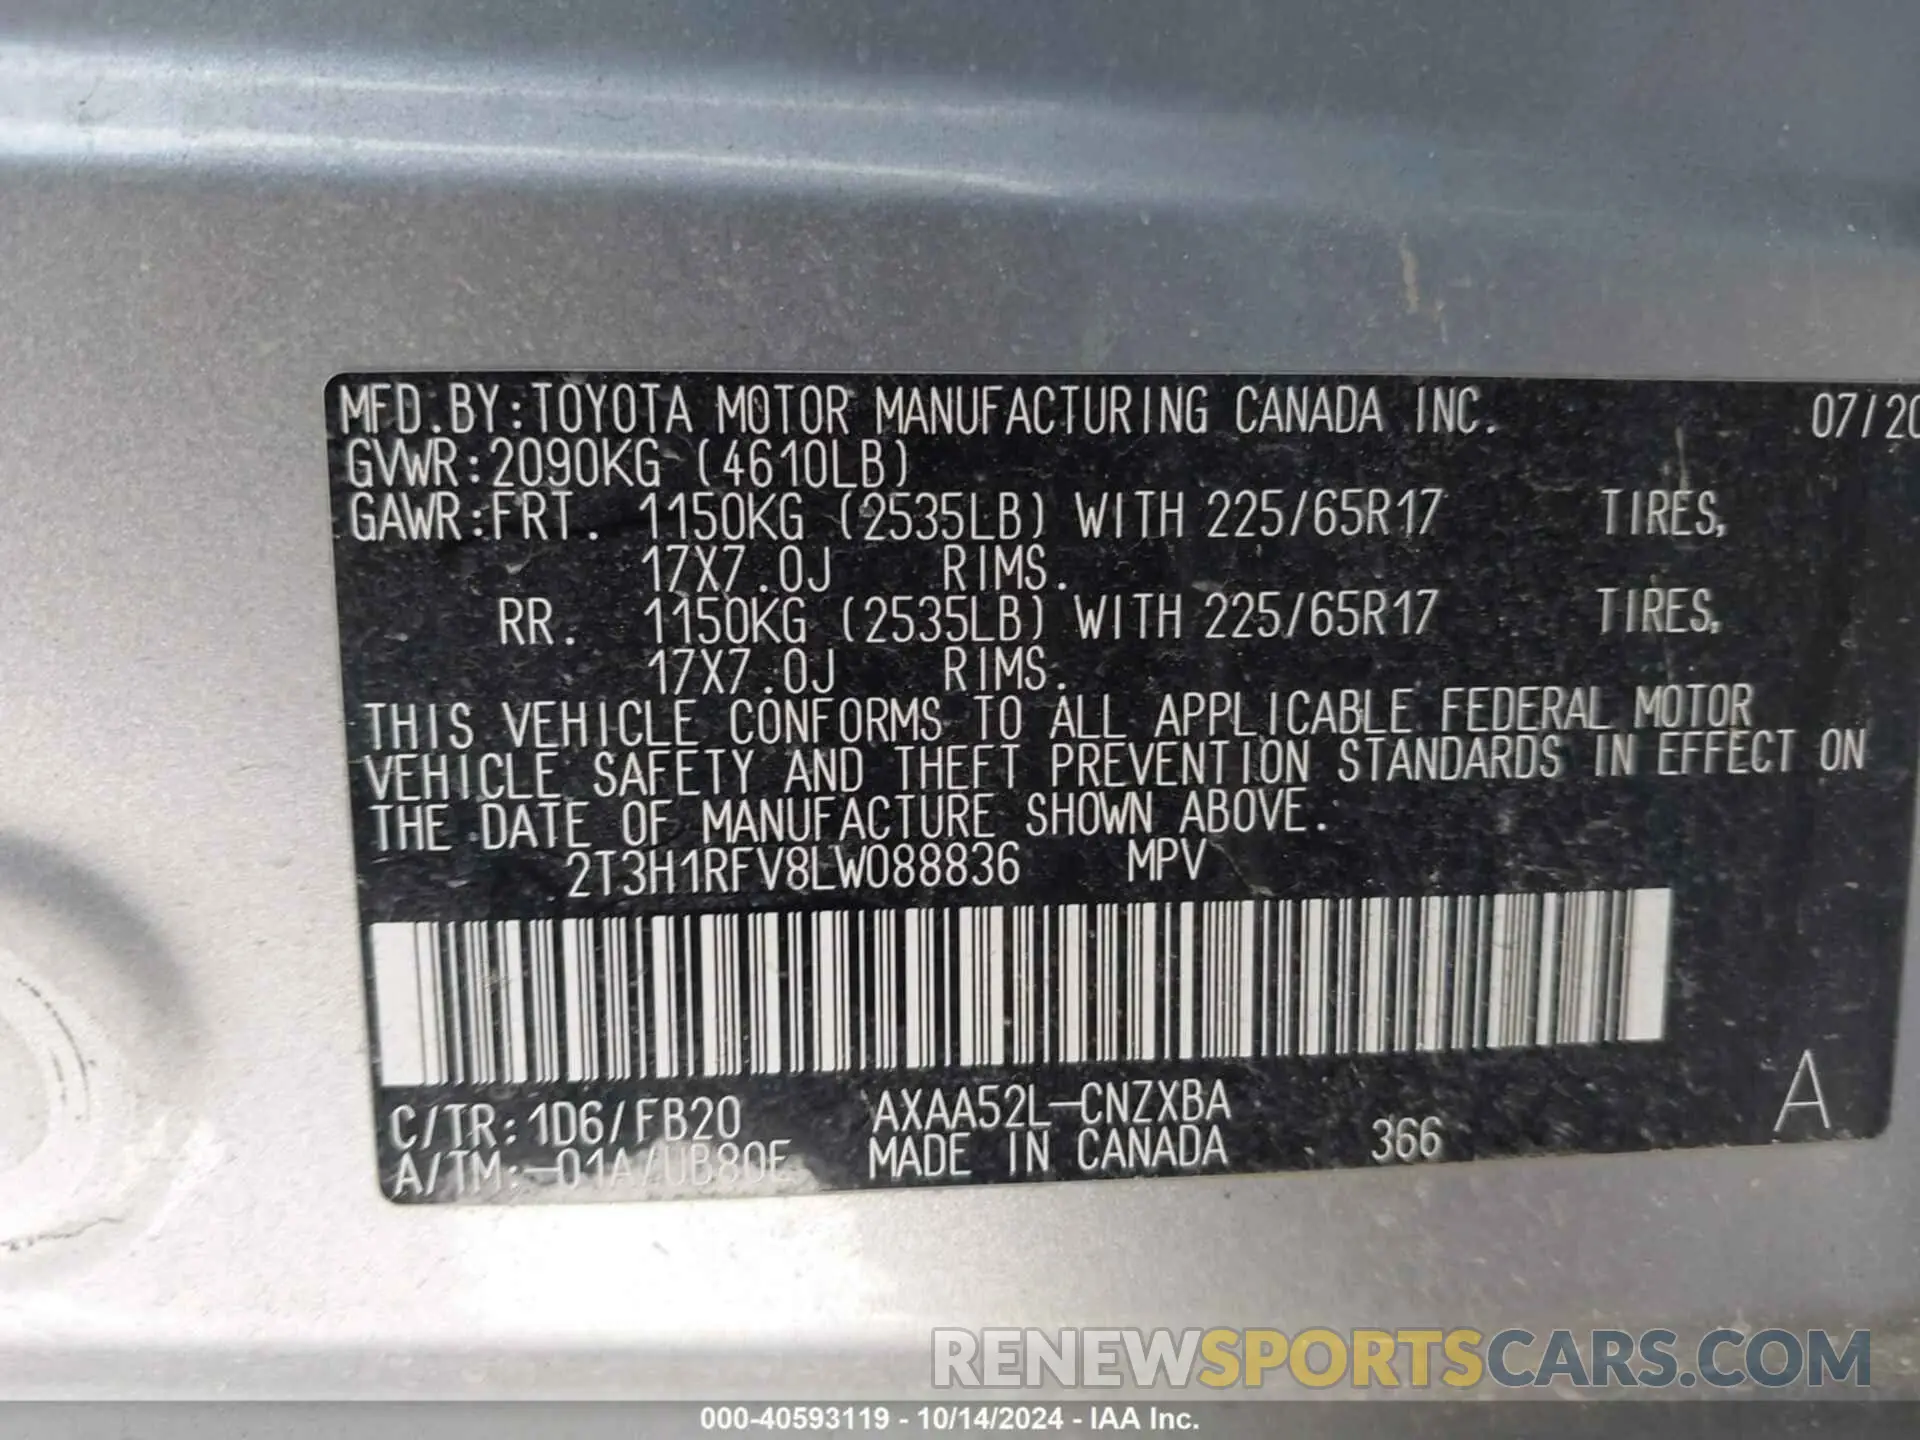 MFD.BY:TOYOTA MOTOR MANUFACTURING CANADA INC. 07/20
GVWR:2090KG (4610LB)
GAWR:FRT. 1150KG (2535LB) WITH 225/65R17 TIRES,
17X7.0J RIMS.
RR. 1150KG (2535LB) WITH 225/65R17 TIRES,
17X7.0J RIMS.
THIS VEHICLE CONFORMS TO ALL APPLICABLE FEDERAL MOTOR
VEHICLE SAFETY AND THEFT PREVENTION STANDARDS IN EFFECT ON
THE DATE OF MANUFACTURE SHOWN ABOVE.
2T3H1RFV8LW088836 MPV
C/TR:1D6/FB20 AXAA52L-CNZXBA A
A/TM:-01A/UB80E MADE IN CANADA 366
RENEWSPORTSCARS.COM
000-40593119 - 10/14/2024 - IAA Inc.